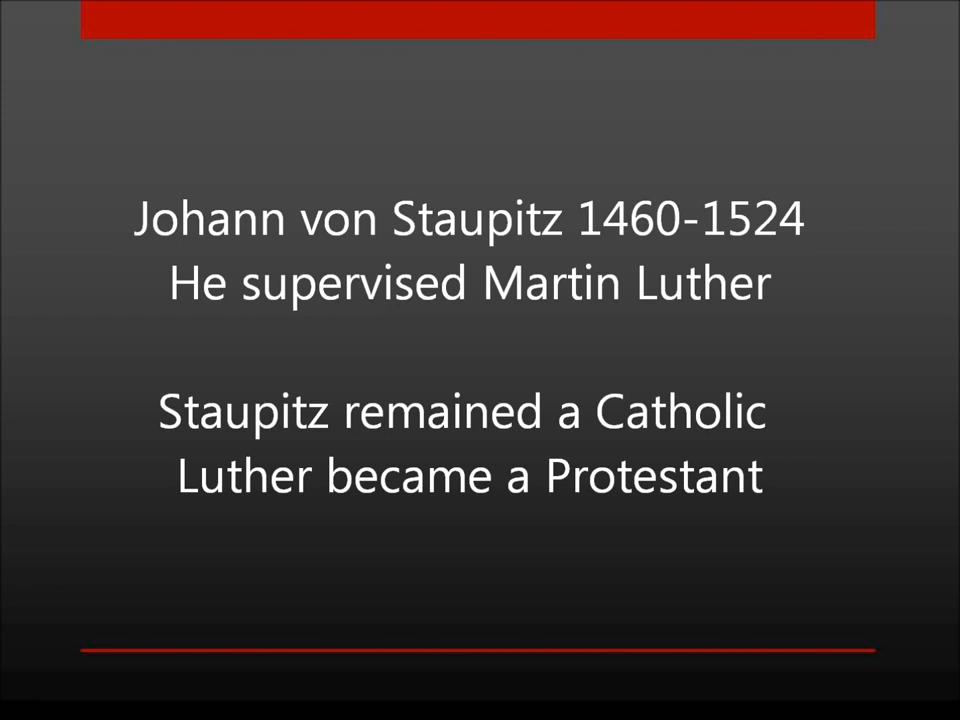 Johann von Staupitz 1460-1524
He supervised Martin Luther
Staupitz remained a Catholic
Luther became a Protestant